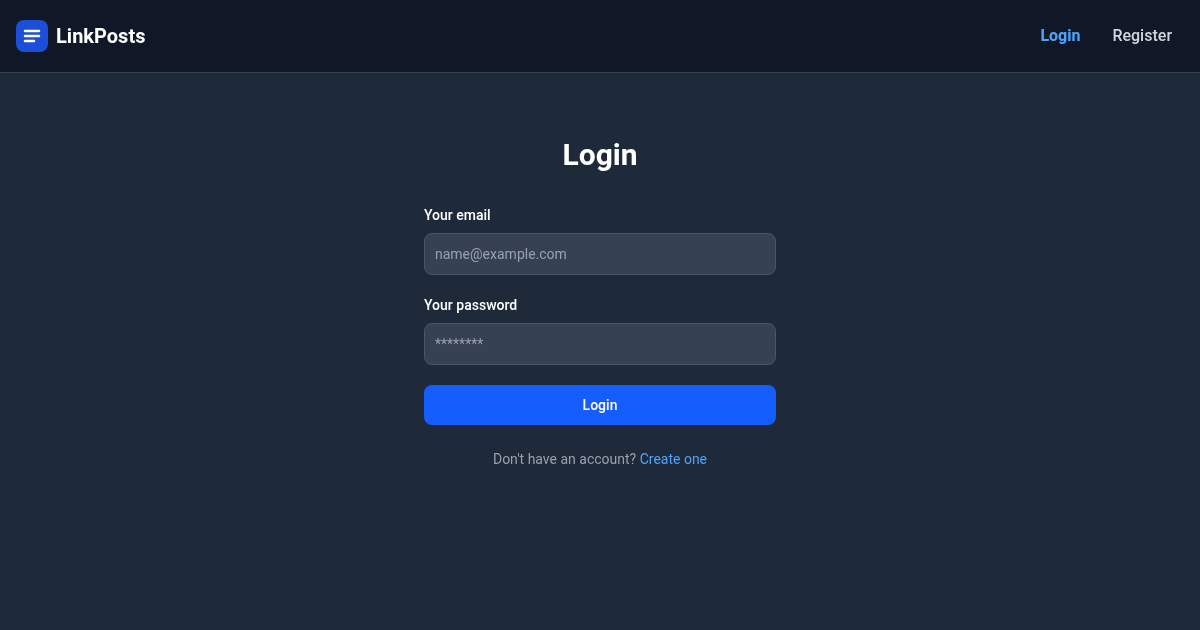 LinkPosts
Login
Register
Login
Your email
name@example.com
Your password
********
Login
Don't have an account? Create one